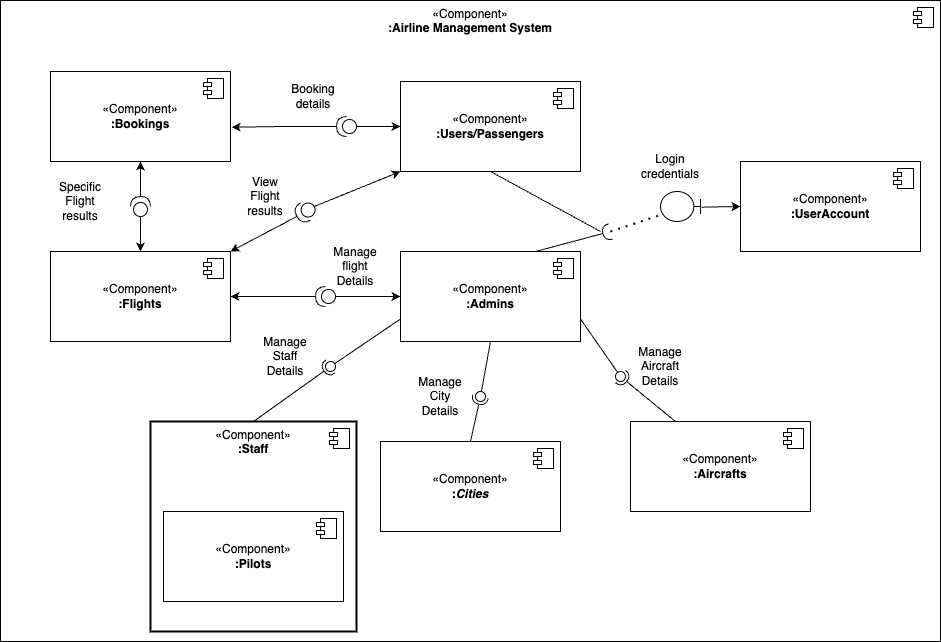 «Component»
:Airline Management System
«Component»
:Bookings
Booking
details
«Component»
:Users/Passengers
Specific
Flight
results
View
Flight
results
Login
credentials
«Component»
:UserAccount
«Component»
:Flights
Manage
flight
Details
«Component»
:Admins
Manage
Staff
Details
Manage
City
Details
Manage
Aircraft
Details
«Component»
:Staff
«Component»
:Pilots
«Component»
:Cities
«Component»
:Aircrafts